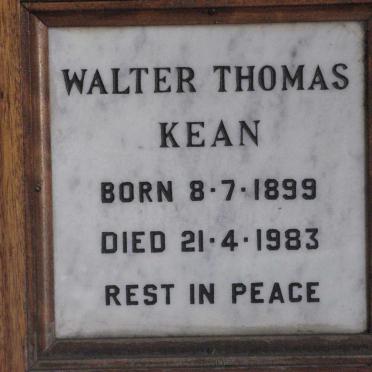 WALTER THOMAS
KEAN
BORN 8·7·1899
DIED 21·4·1983
REST IN PEACE